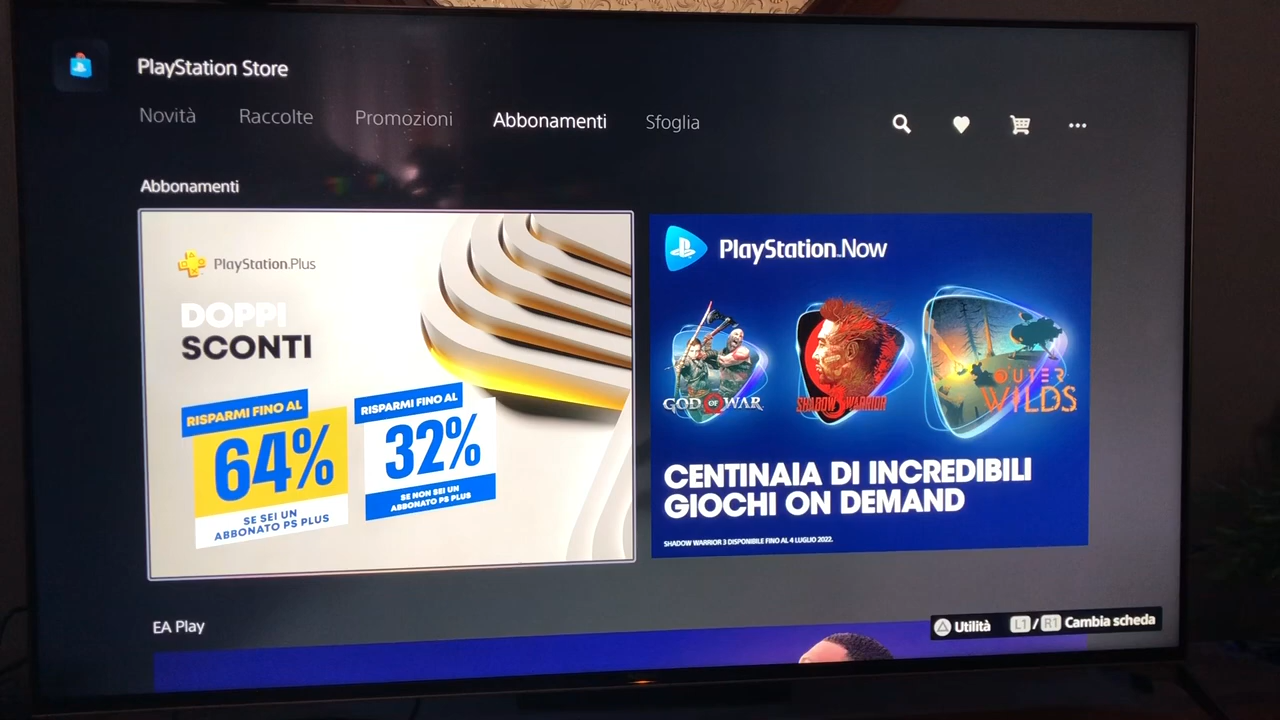 PlayStation Store
Novità Raccolte Promozioni Abbonamenti Sfoglia
Abbonamenti
PlayStation.Plus
DOPPI
SCONTI
RISPARMI FINO AL
64%
SE SEI UN
ABBONATO PS PLUS
RISPARMI FINO AL
32%
SE NON SEI UN
ABBONATO PS PLUS
PlayStation.Now
GOD OF WAR
SHADOW WARRIOR 3
OUTER
WILDS
CENTINAIA DI INCREDIBILI
GIOCHI ON DEMAND
SHADOW WARRIOR 3 DISPONIBILE FINO AL 4 LUGLIO 2022.
EA Play
Utilità L1 / R1 Cambia scheda